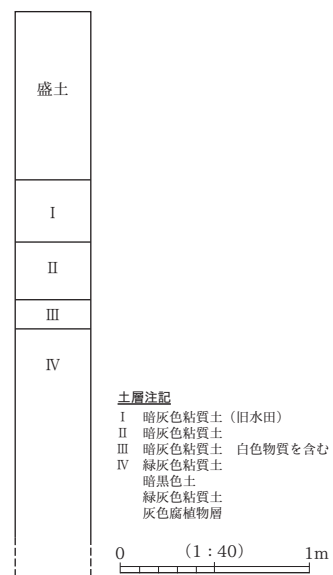 盛土
Ⅰ
Ⅱ
Ⅲ
Ⅳ
土層注記
Ⅰ 暗灰色粘質土（旧水田）
Ⅱ 暗灰色粘質土
Ⅲ 暗灰色粘質土 白色物質を含む
Ⅳ 緑灰色粘質土
暗黒色土
緑灰色粘質土
灰色腐植物層
0 （1：40） 1m